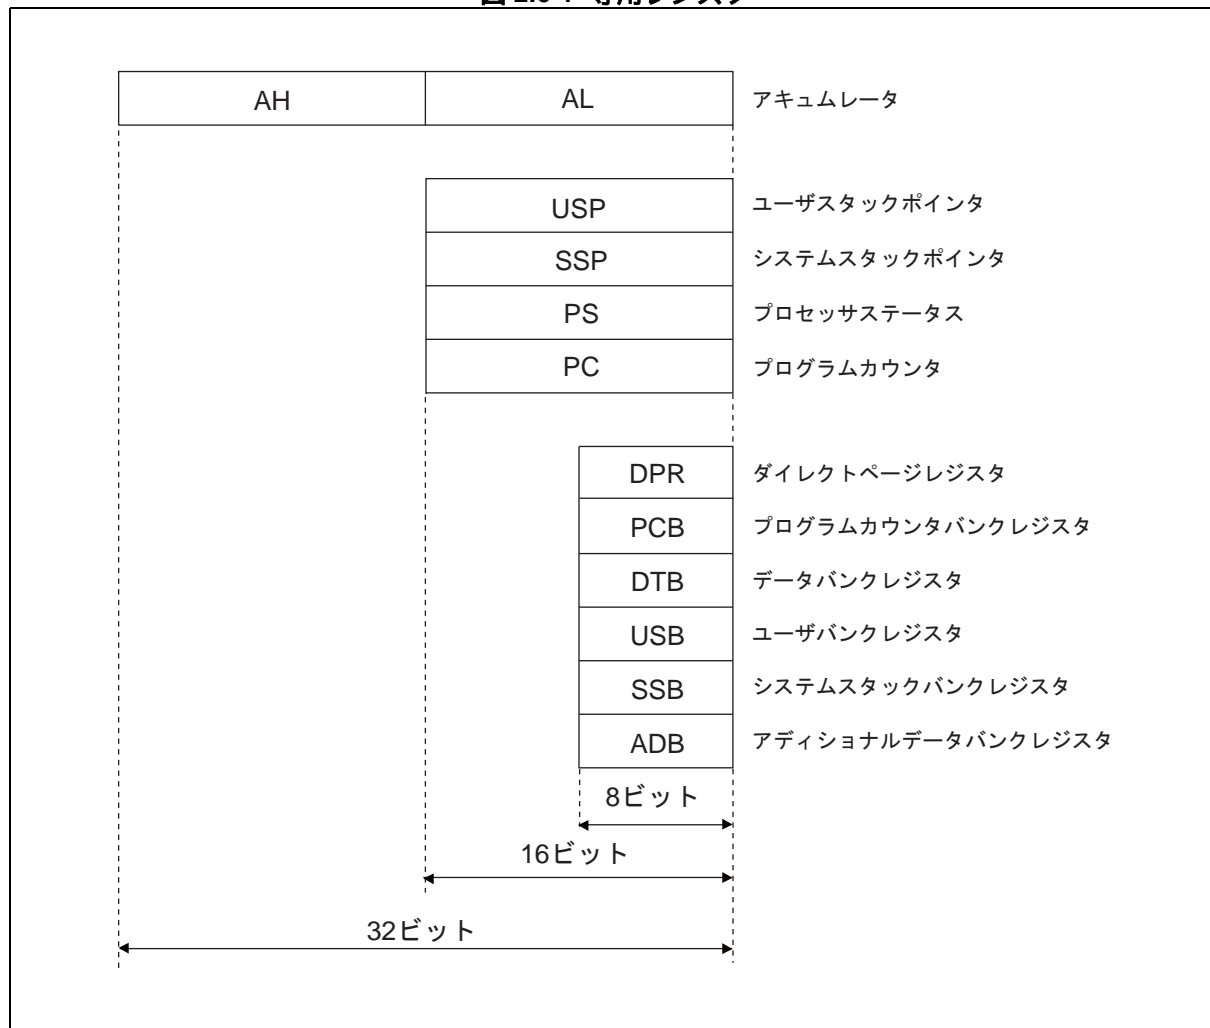 AH AL アキュムレータ
USP ユーザスタックポインタ
SSP システムスタックポインタ
PS プロセッサステータス
PC プログラムカウンタ
DPR ダイレクトページレジスタ
PCB プログラムカウンタバンクレジスタ
DTB データバンクレジスタ
USB ユーザバンクレジスタ
SSB システムスタックバンクレジスタ
ADB アディショナルデータバンクレジスタ
8ビット
16ビット
32ビット